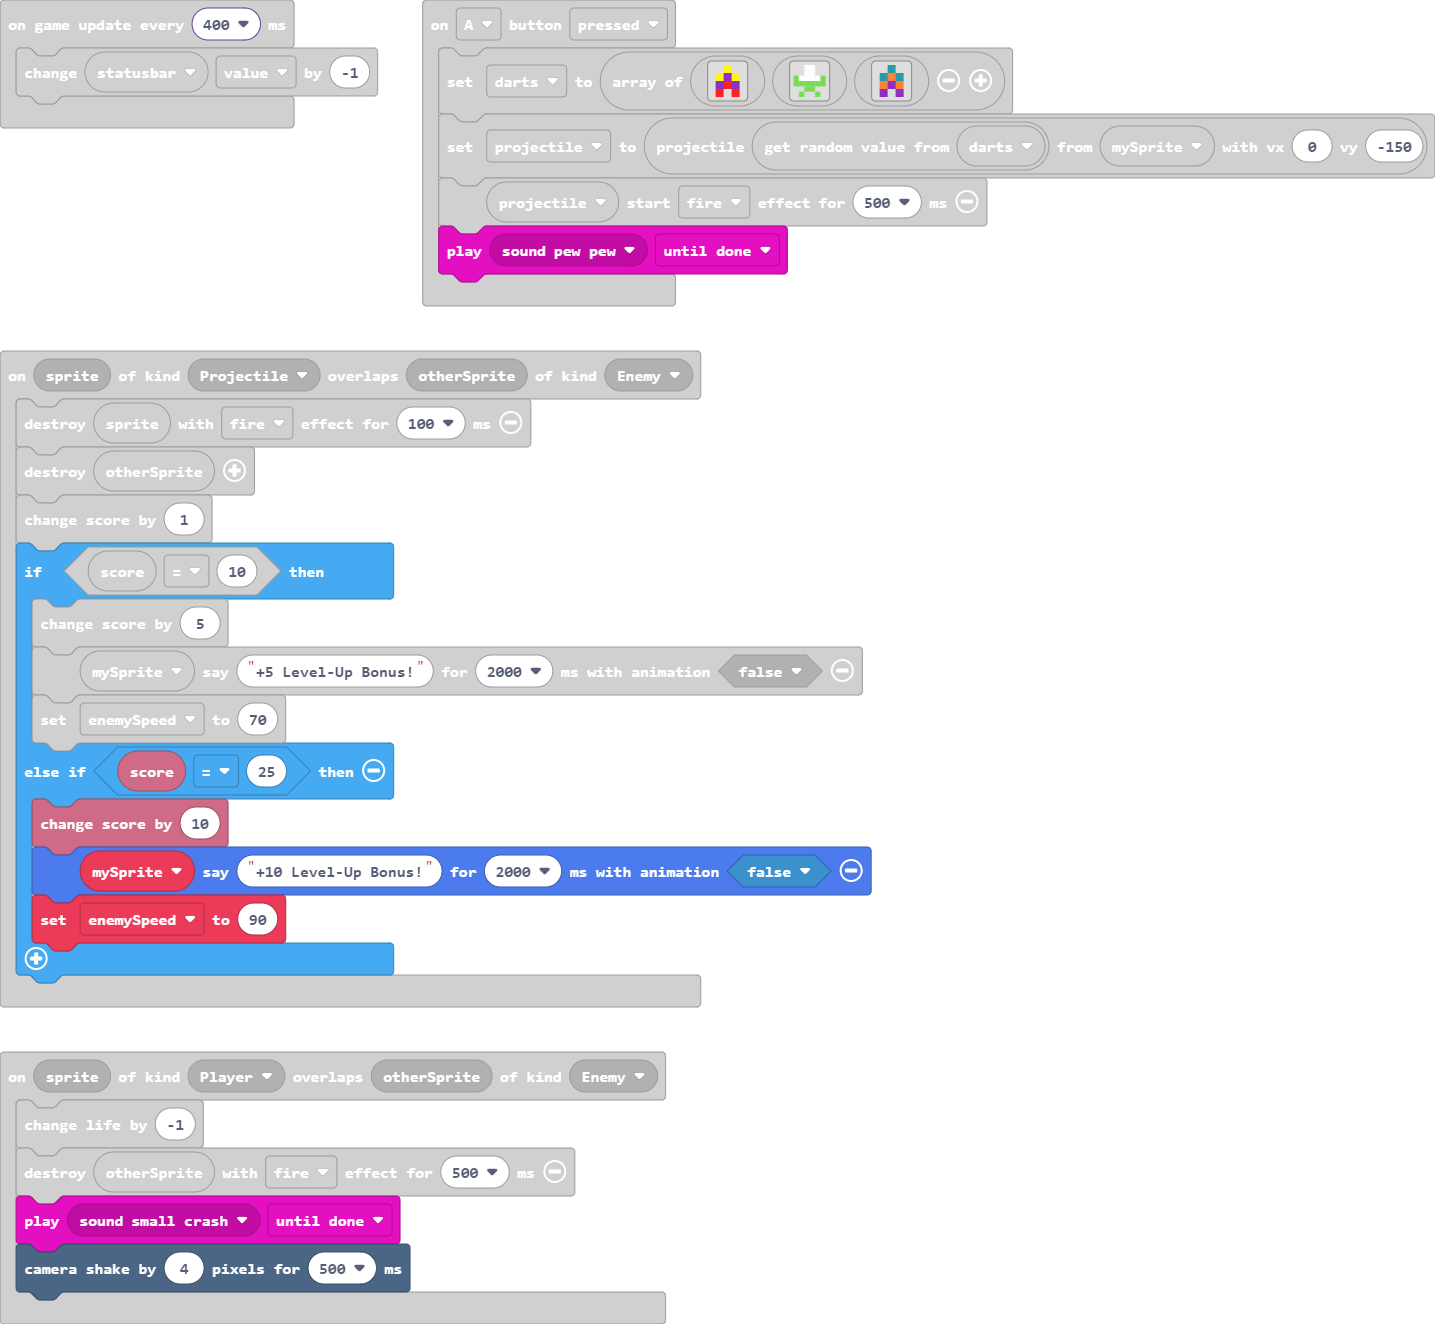 on game update every 400 ms
change statusbar value by -1
on A button pressed
set darts to array of
set projectile to projectile get random value from darts from mySprite with vx 0 vy -150
projectile start fire effect for 500 ms
play sound pew pew until done
on sprite of kind Projectile overlaps otherSprite of kind Enemy
destroy sprite with fire effect for 100 ms
destroy otherSprite
change score by 1
if score = 10 then
change score by 5
mySprite say "+5 Level-Up Bonus!" for 2000 ms with animation false
set enemySpeed to 70
else if score = 25 then
change score by 10
mySprite say "+10 Level-Up Bonus!" for 2000 ms with animation false
set enemySpeed to 90
on sprite of kind Player overlaps otherSprite of kind Enemy
change life by -1
destroy otherSprite with fire effect for 500 ms
play sound small crash until done
camera shake by 4 pixels for 500 ms